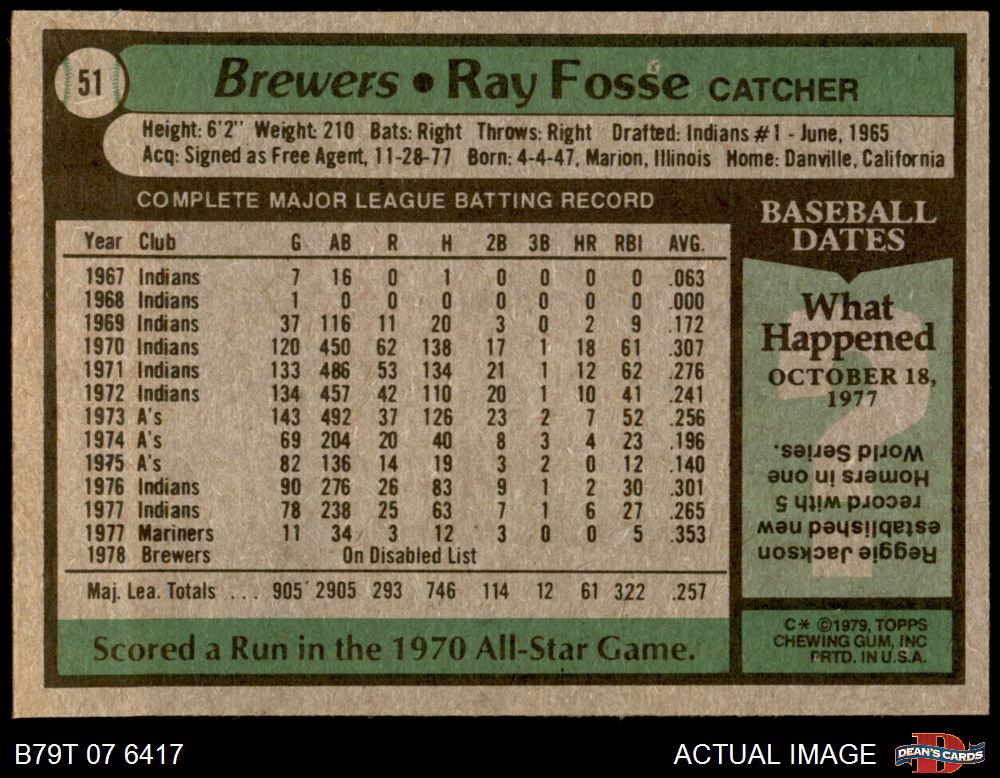 51
Brewers • Ray Fosse CATCHER
Height: 6'2" Weight: 210 Bats: Right Throws: Right Drafted: Indians #1 - June, 1965
Acq: Signed as Free Agent, 11-28-77 Born: 4-4-47, Marion, Illinois Home: Danville, California
COMPLETE MAJOR LEAGUE BATTING RECORD
Year Club G AB R H 2B 3B HR RBI AVG.
1967 Indians 7 16 0 1 0 0 0 0 .063
1968 Indians 1 0 0 0 0 0 0 0 .000
1969 Indians 37 116 11 20 3 0 2 9 .172
1970 Indians 120 450 62 138 17 1 18 61 .307
1971 Indians 133 486 53 134 21 1 12 62 .276
1972 Indians 134 457 42 110 20 1 10 41 .241
1973 A's 143 492 37 126 23 2 7 52 .256
1974 A's 69 204 20 40 8 3 4 23 .196
1975 A's 82 136 14 19 3 2 0 12 .140
1976 Indians 90 276 26 83 9 1 2 30 .301
1977 Indians 78 238 25 63 7 1 6 27 .265
1977 Mariners 11 34 3 12 3 0 0 5 .353
1978 Brewers On Disabled List
Maj. Lea. Totals ... 905 2905 293 746 114 12 61 322 .257
Scored a Run in the 1970 All-Star Game.
BASEBALL
DATES
What
Happened
OCTOBER 18,
1977
Reggie Jackson
established new
record with 5
Homers in one
World Series.
C* ©1979, TOPPS
CHEWING GUM, INC
PRTD. IN U.S.A.
B79T 07 6417
ACTUAL IMAGE
DEAN'S CARDS